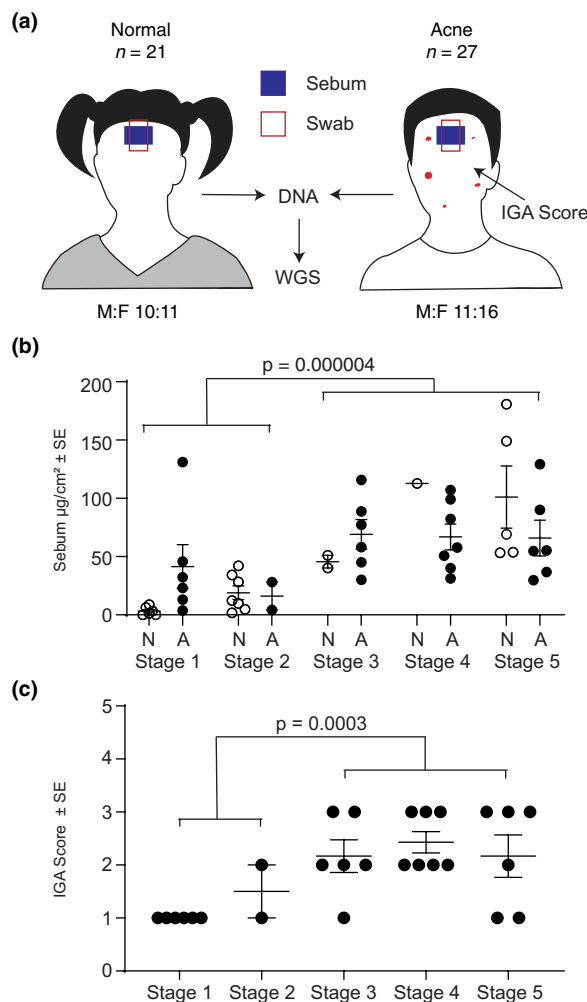 (a)
Normal
n = 21
Acne
n = 27
Sebum
Swab
DNA
IGA Score
WGS
M:F 10:11
M:F 11:16
(b)
p = 0.000004
Sebum µg/cm² ± SE
200
150
100
50
0
N A N A N A N A N A
Stage 1 Stage 2 Stage 3 Stage 4 Stage 5
(c)
p = 0.0003
IGA Score ± SE
5
4
3
2
1
0
Stage 1 Stage 2 Stage 3 Stage 4 Stage 5